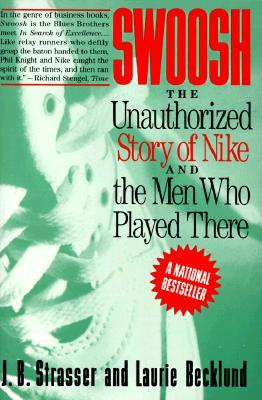 "In the genre of business books,
Swoosh is the Blues Brothers
meet In Search of Excellence....
Like relay runners who deftly
grasp the baton handed to them,
Phil Knight and Nike caught the
spirit of the times, and then ran
with it."—Richard Stengel, Time
SWOOSH
THE
Unauthorized
Story of Nike
AND
the Men Who
Played There
A NATIONAL
BESTSELLER
J. B. Strasser and Laurie Becklund